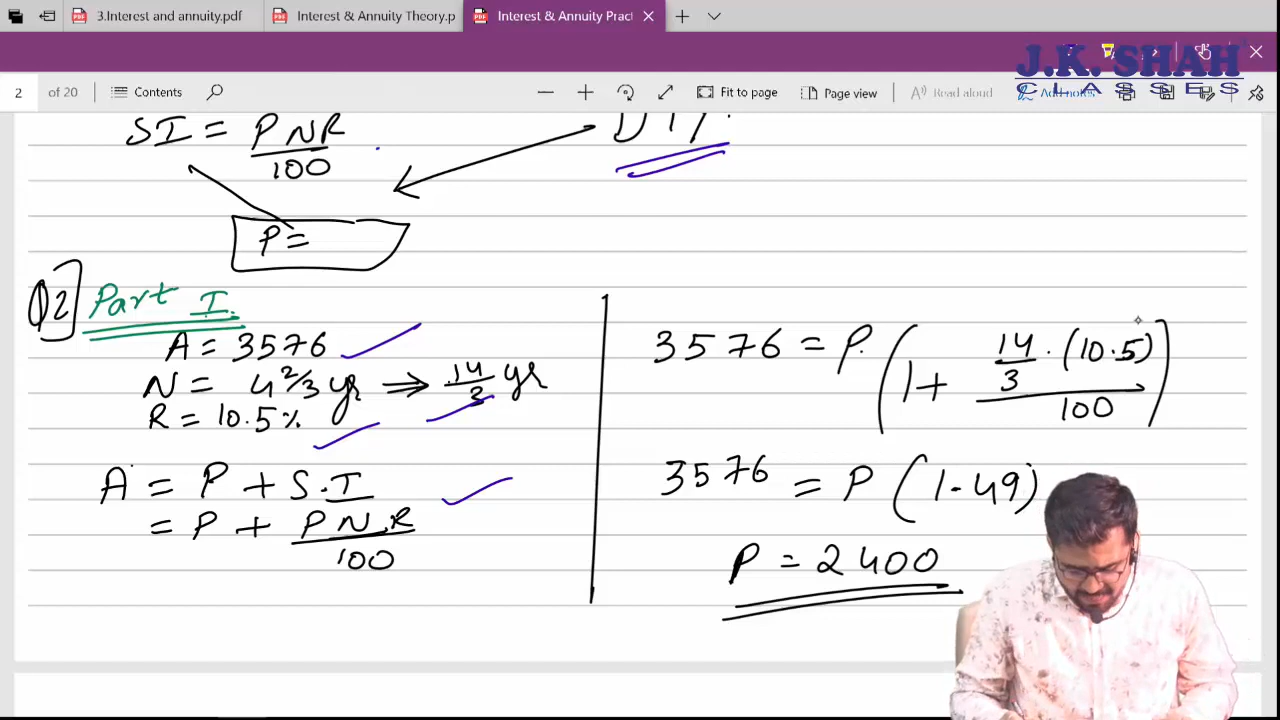 3.Interest and annuity.pdf
Interest & Annuity Theory.p
Interest & Annuity Pract
J.K. SHAH
CLASSES
2 of 20
Contents
Fit to page
Page view
Read aloud
Add notes
SI = PNR
100
P =
Q2] Part I.
A = 3576
N = 4 2/3 yr ⇒ 14/3 yr
R = 10.5%
A = P + S.I
= P + PNR
100
3576 = P. (1 + 14/3 . (10.5)
100 )
3576 = P (1.49)
P = 2400